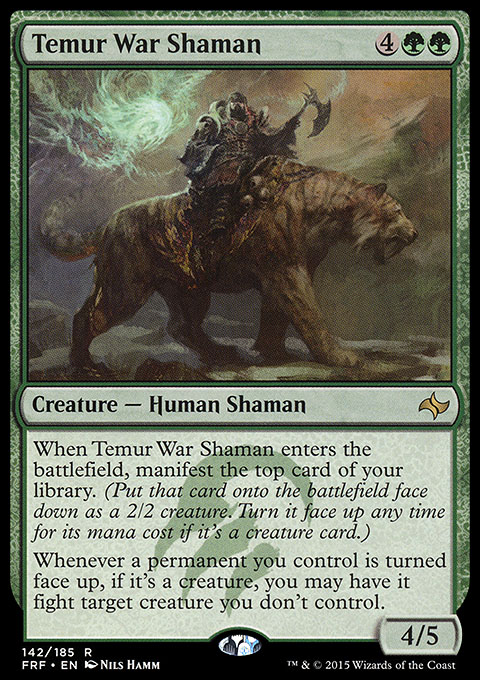 Temur War Shaman 4
Creature — Human Shaman
When Temur War Shaman enters the
battlefield, manifest the top card of your
library. (Put that card onto the battlefield face
down as a 2/2 creature. Turn it face up any time
for its mana cost if it's a creature card.)
Whenever a permanent you control is turned
face up, if it's a creature, you may have it
fight target creature you don't control.
4/5
142/185 R
FRF • EN Nils Hamm
™ & © 2015 Wizards of the Coast